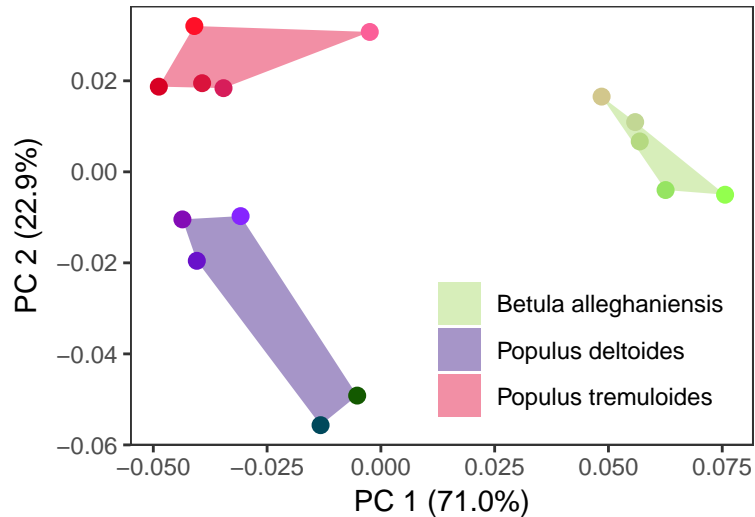 PC 2 (22.9%)
0.02
0.00
−0.02
−0.04
−0.06
Betula alleghaniensis
Populus deltoides
Populus tremuloides
−0.050 −0.025 0.000 0.025 0.050 0.075
PC 1 (71.0%)